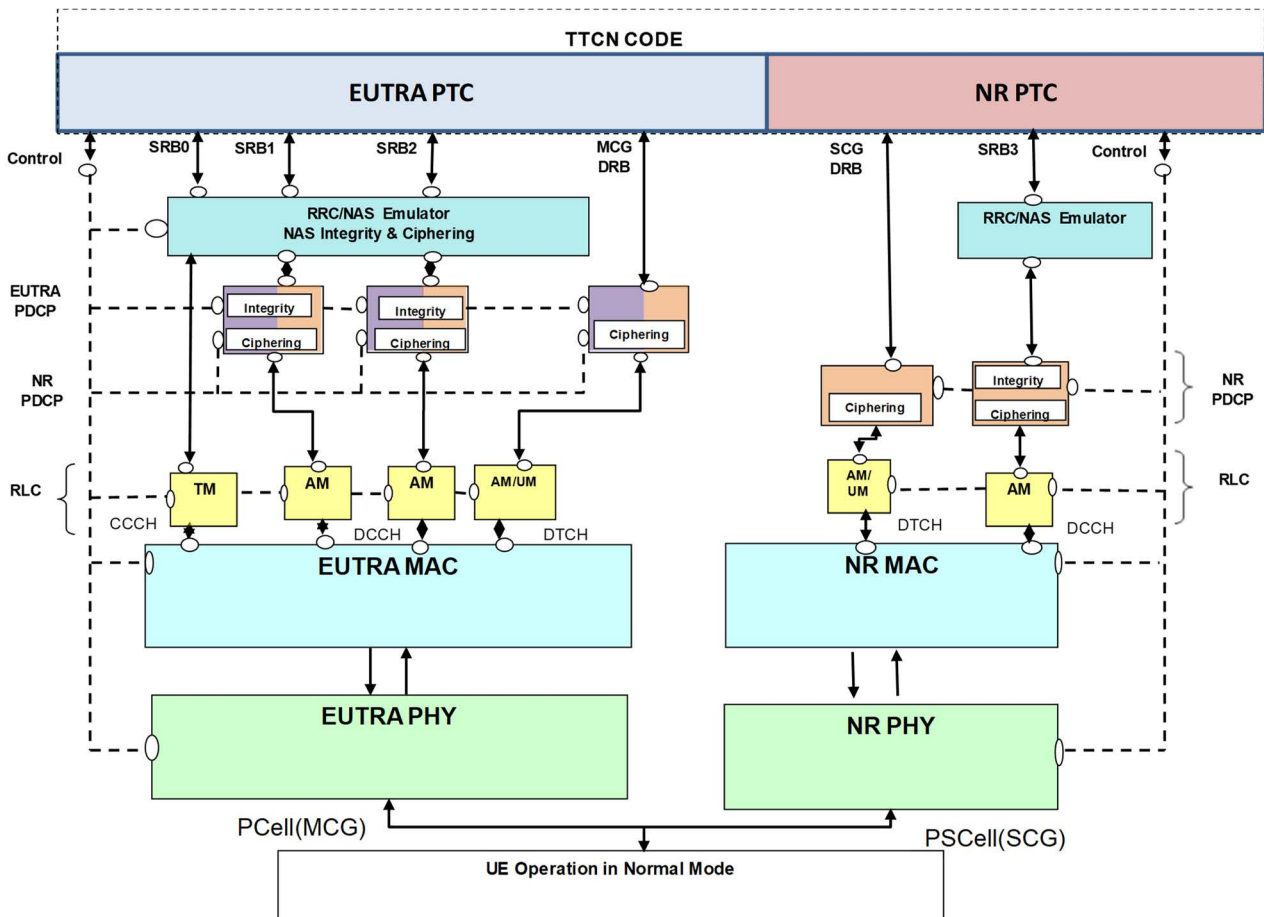 TTCN CODE
EUTRA PTC
NR PTC
Control
SRB0
SRB1
SRB2
MCG
DRB
SCG
DRB
SRB3
Control
RRC/NAS Emulator
NAS Integrity & Ciphering
RRC/NAS Emulator
EUTRA
PDCP
Integrity
Ciphering
Integrity
Ciphering
Ciphering
NR
PDCP
Ciphering
Integrity
Ciphering
NR
PDCP
RLC
TM
AM
AM
AM/UM
AM/
UM
AM
RLC
CCCH
DCCH
DTCH
DTCH
DCCH
EUTRA MAC
NR MAC
EUTRA PHY
NR PHY
PCell(MCG)
PSCell(SCG)
UE Operation in Normal Mode